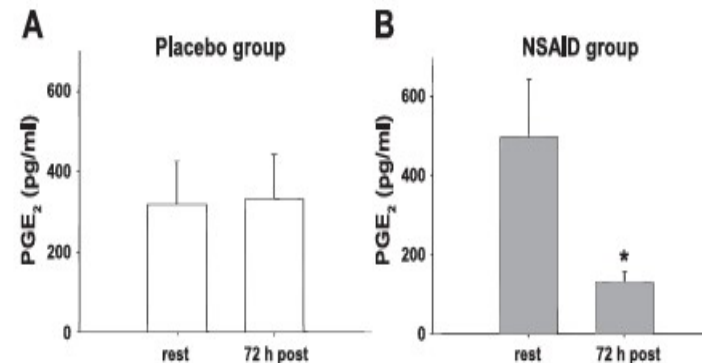 A
Placebo group
PGE₂ (pg/ml)
600
400
200
0
rest 72 h post
B
NSAID group
PGE₂ (pg/ml)
600
400
200
0
*
rest 72 h post